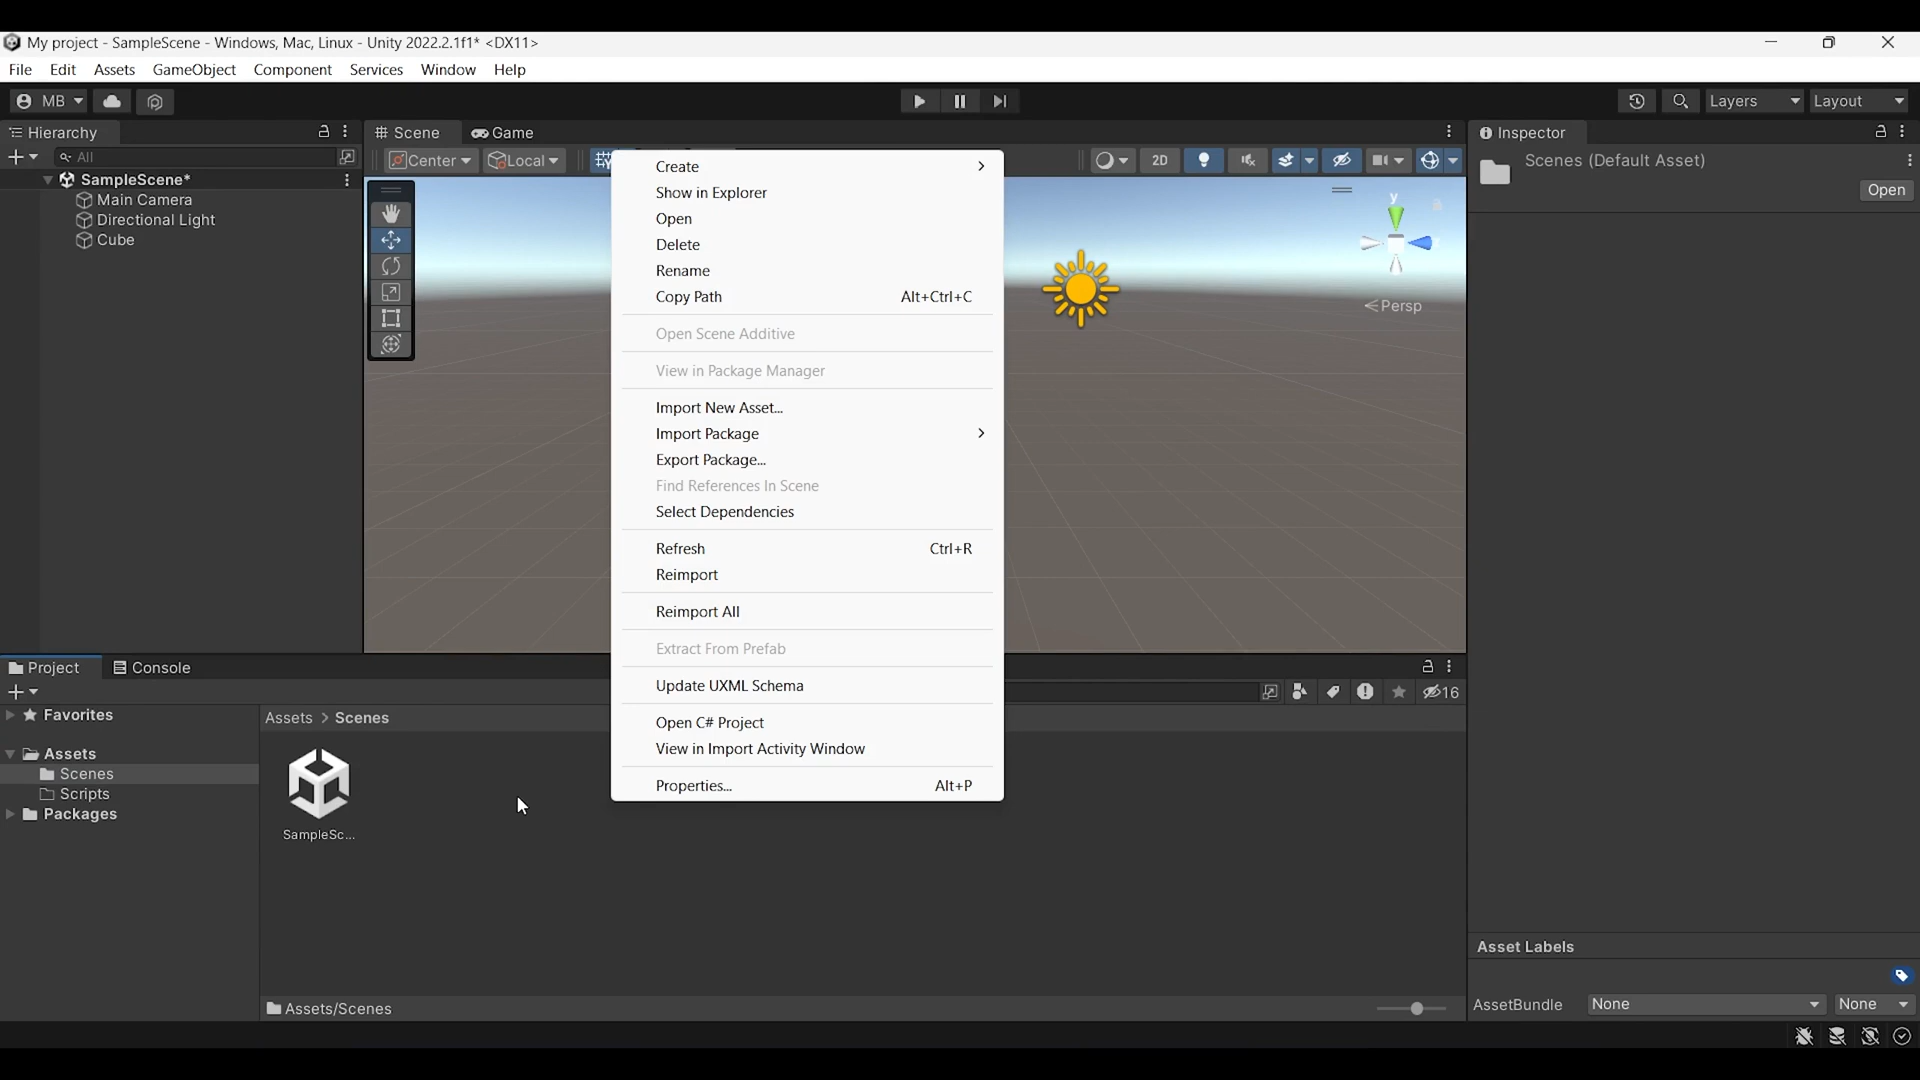 My project - SampleScene - Windows, Mac, Linux - Unity 2022.2.1f1* <DX11>
File Edit Assets GameObject Component Services Window Help
MB Layers Layout
Hierarchy
All
SampleScene*
Main Camera
Directional Light
Cube
Scene Game
Center Local 2D
y
Persp
Create
Show in Explorer
Open
Delete
Rename
Copy Path Alt+Ctrl+C
Open Scene Additive
View in Package Manager
Import New Asset...
Import Package
Export Package...
Find References In Scene
Select Dependencies
Refresh Ctrl+R
Reimport
Reimport All
Extract From Prefab
Update UXML Schema
Open C# Project
View in Import Activity Window
Properties... Alt+P
Inspector
Scenes (Default Asset)
Open
Project Console
16
Favorites
Assets
Scenes
Scripts
Packages
Assets > Scenes
SampleSc...
Assets/Scenes
Asset Labels
AssetBundle None None